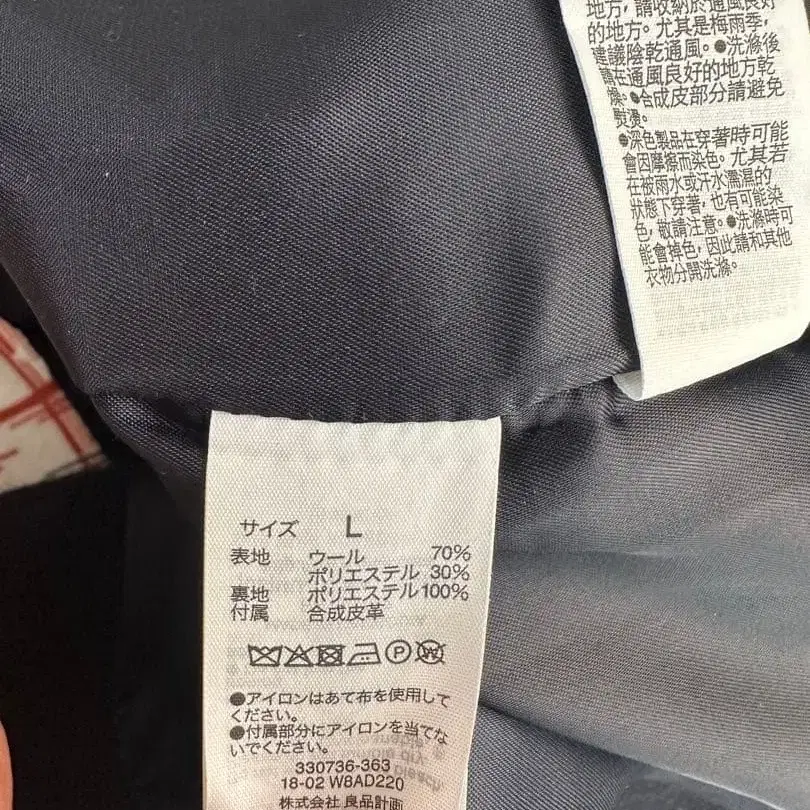 地方，請收納於通風良好
的地方。尤其是梅雨季，
建議陰乾通風。●洗滌後
請在通風良好的地方乾
燥。●合成皮部分請避免
熨燙。
●深色製品在穿著時可能
會因摩擦而染色。尤其若
在被雨水或汗水濡濕的
狀態下穿著，也有可能染
色，敬請注意。●洗滌時可
能會掉色，因此請和其他
衣物分開洗滌。
サイズ L
表地 ウール 70%
ポリエステル 30%
裏地 ポリエステル 100%
付属 合成皮革
P W
●アイロンはあて布を使用して
ください。
●付属部分にアイロンを当てな
いでください。
330736-363
18-02 W8AD220
株式会社 良品計画